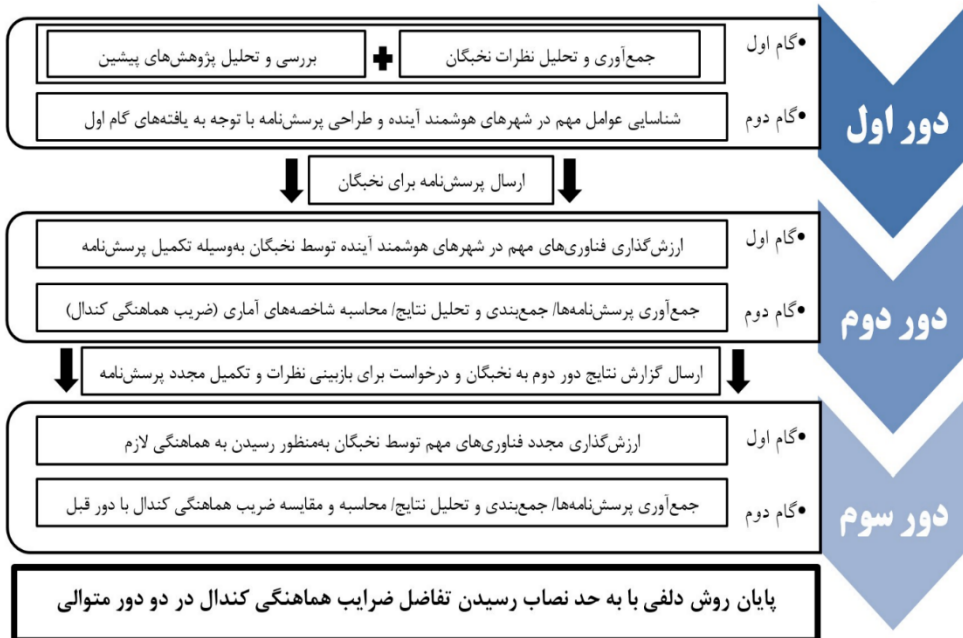 دور اول
•گام اول
جمع‌آوری و تحلیل نظرات نخبگان
+
بررسی و تحلیل پژوهش‌های پیشین
•گام دوم
شناسایی عوامل مهم در شهرهای هوشمند آینده و طراحی پرسش‌نامه با توجه به یافته‌های گام اول
ارسال پرسش‌نامه برای نخبگان
دور دوم
•گام اول
ارزش‌گذاری فناوری‌های مهم در شهرهای هوشمند آینده توسط نخبگان به‌وسیله تکمیل پرسش‌نامه
•گام دوم
جمع‌آوری پرسش‌نامه‌ها/ جمع‌بندی و تحلیل نتایج/ محاسبه شاخصه‌های آماری (ضریب هماهنگی کندال)
ارسال گزارش نتایج دور دوم به نخبگان و درخواست برای بازبینی نظرات و تکمیل مجدد پرسش‌نامه
دور سوم
•گام اول
ارزش‌گذاری مجدد فناوری‌های مهم توسط نخبگان به‌منظور رسیدن به هماهنگی لازم
•گام دوم
جمع‌آوری پرسش‌نامه‌ها/ جمع‌بندی و تحلیل نتایج/ محاسبه و مقایسه ضریب هماهنگی کندال با دور قبل
پایان روش دلفی با به حد نصاب رسیدن تفاضل ضرایب هماهنگی کندال در دو دور متوالی